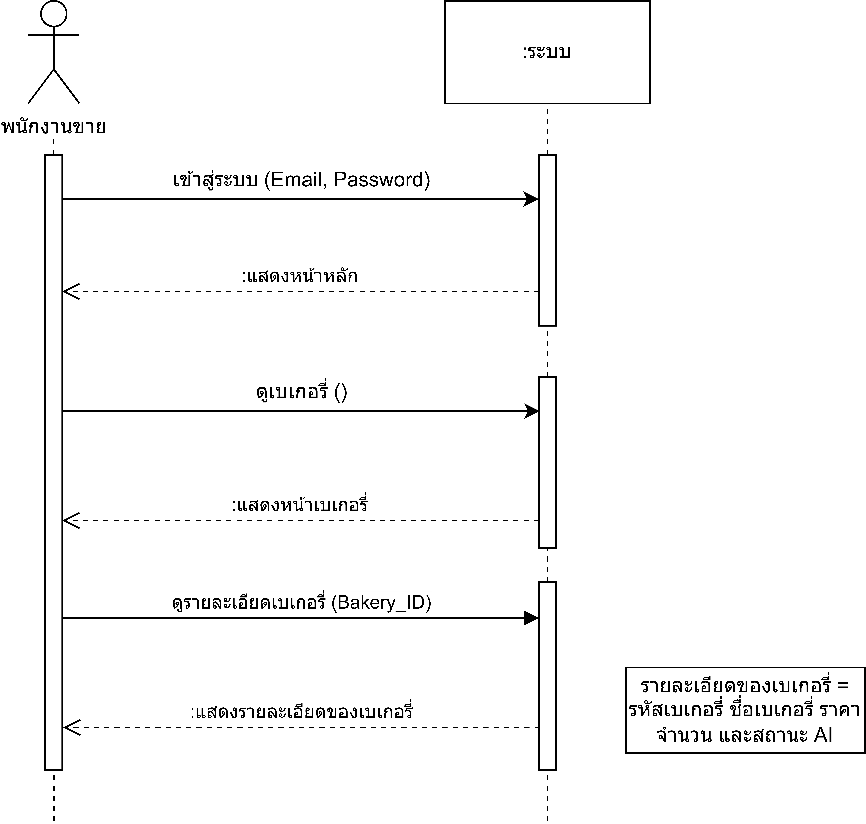 :ระบบ
พนักงานขาย
เข้าสู่ระบบ (Email, Password)
:แสดงหน้าหลัก
ดูเบเกอรี่ ()
:แสดงหน้าเบเกอรี่
ดูรายละเอียดเบเกอรี่ (Bakery_ID)
:แสดงรายละเอียดของเบเกอรี่
รายละเอียดของเบเกอรี่ =
รหัสเบเกอรี่ ชื่อเบเกอรี่ ราคา
จำนวน และสถานะ AI